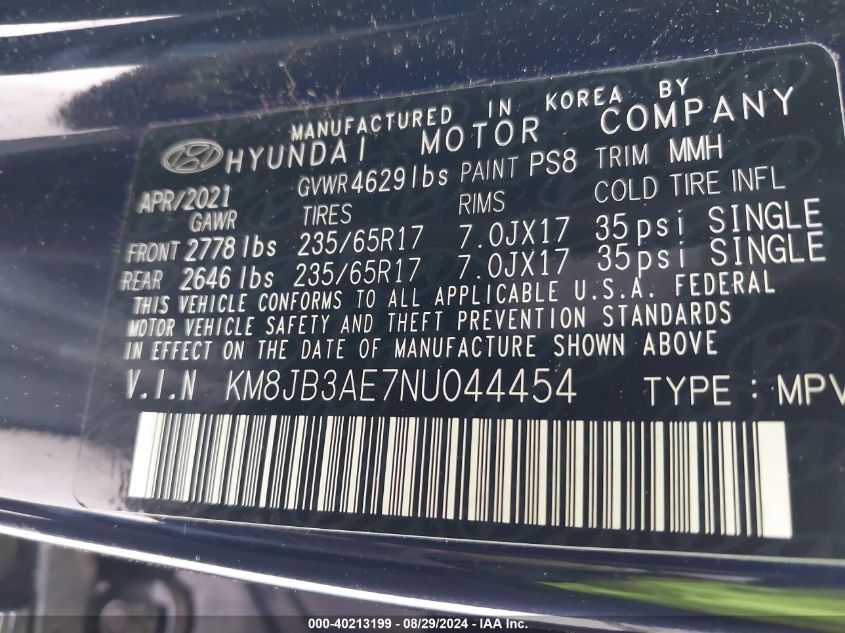 MANUFACTURED IN KOREA BY
HYUNDAI MOTOR COMPANY
APR/2021 GVWR 4629lbs PAINT PS8 TRIM MMH
GAWR TIRES RIMS COLD TIRE INFL
FRONT 2778 lbs 235/65R17 7.0JX17 35psi SINGLE
REAR 2646 lbs 235/65R17 7.0JX17 35psi SINGLE
THIS VEHICLE CONFORMS TO ALL APPLICABLE U.S.A. FEDERAL
MOTOR VEHICLE SAFETY AND THEFT PREVENTION STANDARDS
IN EFFECT ON THE DATE OF MANUFACTURE SHOWN ABOVE
V.I.N KM8JB3AE7NU044454 TYPE : MPV
000-40213199 - 08/29/2024 - IAA Inc.